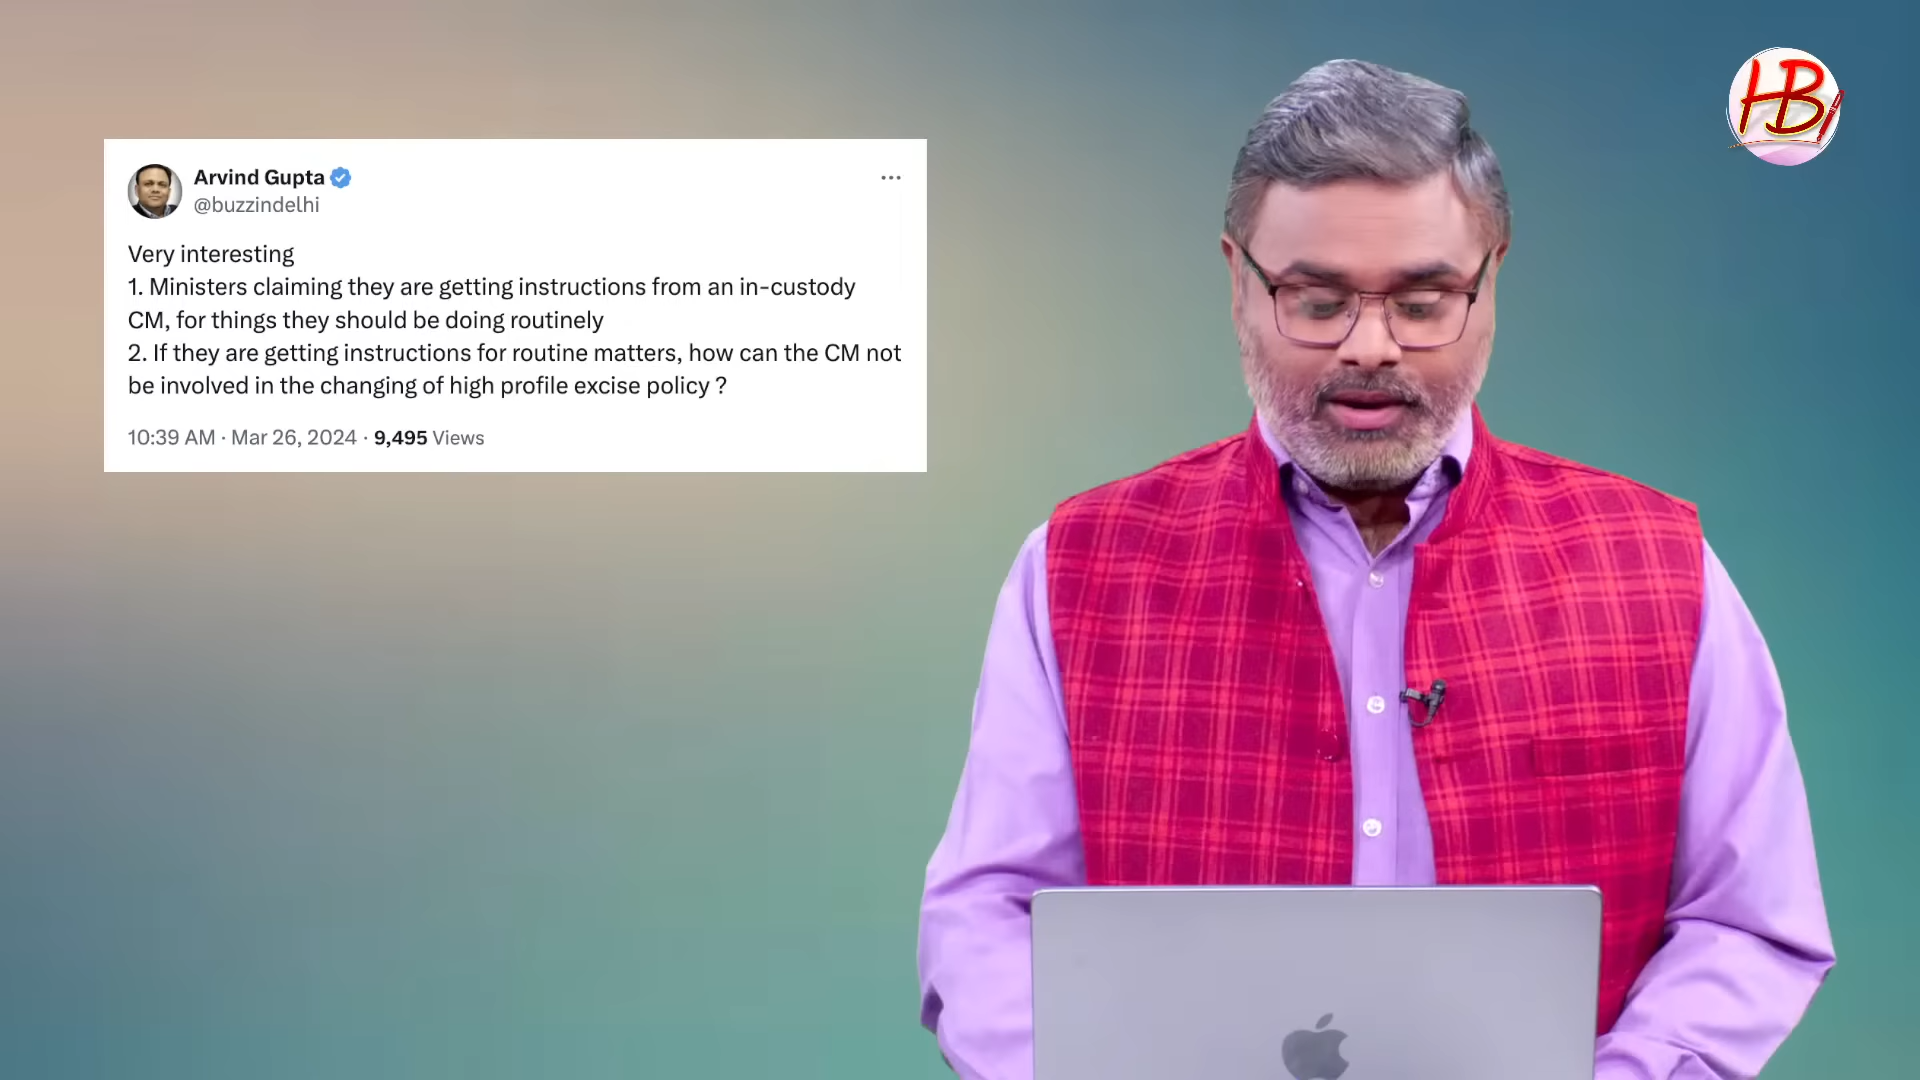 HB
Arvind Gupta
@buzzindelhi
Very interesting
1. Ministers claiming they are getting instructions from an in-custody
CM, for things they should be doing routinely
2. If they are getting instructions for routine matters, how can the CM not
be involved in the changing of high profile excise policy ?
10:39 AM · Mar 26, 2024 · 9,495 Views